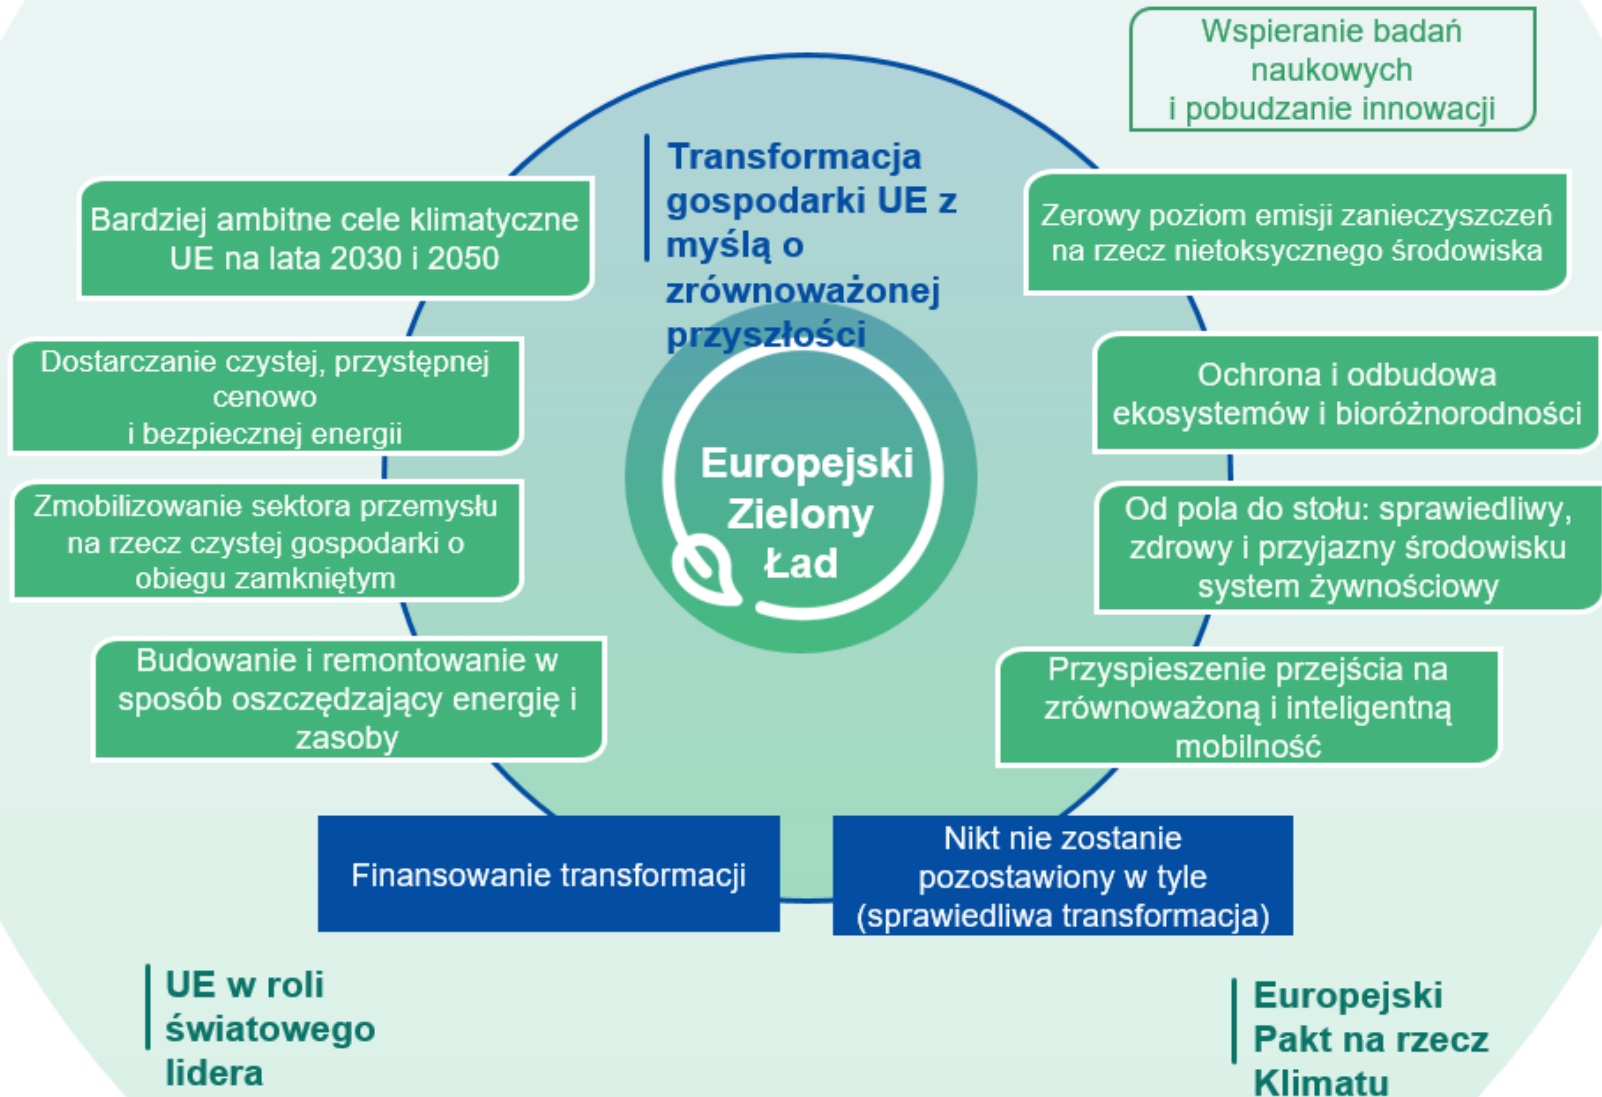 Wspieranie badań
naukowych
i pobudzanie innowacji
Transformacja
gospodarki UE z
myślą o
zrównoważonej
przyszłości
Bardziej ambitne cele klimatyczne
UE na lata 2030 i 2050
Zerowy poziom emisji zanieczyszczeń
na rzecz nietoksycznego środowiska
Dostarczanie czystej, przystępnej
cenowo
i bezpiecznej energii
Ochrona i odbudowa
ekosystemów i bioróżnorodności
Europejski
Zielony
Ład
Zmobilizowanie sektora przemysłu
na rzecz czystej gospodarki o
obiegu zamkniętym
Od pola do stołu: sprawiedliwy,
zdrowy i przyjazny środowisku
system żywnościowy
Budowanie i remontowanie w
sposób oszczędzający energię i
zasoby
Przyspieszenie przejścia na
zrównoważoną i inteligentną
mobilność
Finansowanie transformacji
Nikt nie zostanie
pozostawiony w tyle
(sprawiedliwa transformacja)
UE w roli
światowego
lidera
Europejski
Pakt na rzecz
Klimatu